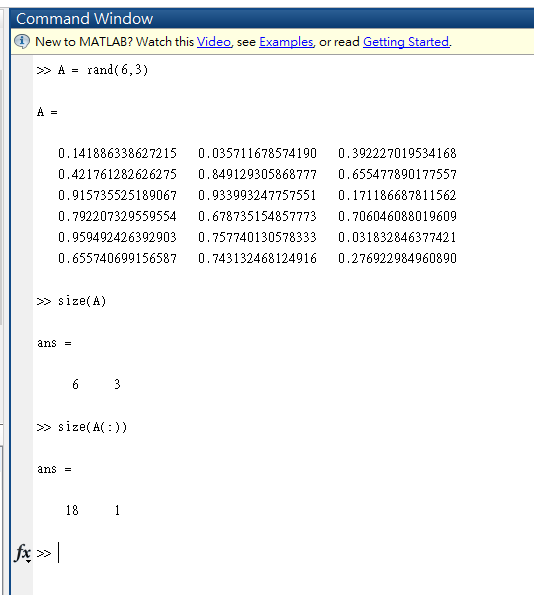 Command Window
New to MATLAB? Watch this Video, see Examples, or read Getting Started.
>> A = rand(6,3)
A =
0.141886338627215 0.035711678574190 0.392227019534168
0.421761282626275 0.849129305868777 0.655477890177557
0.915735525189067 0.933993247757551 0.171186687811562
0.792207329559554 0.678735154857773 0.706046088019609
0.959492426392903 0.757740130578333 0.031832846377421
0.655740699156587 0.743132468124916 0.276922984960890
>> size(A)
ans =
6 3
>> size(A(:))
ans =
18 1
fx >>